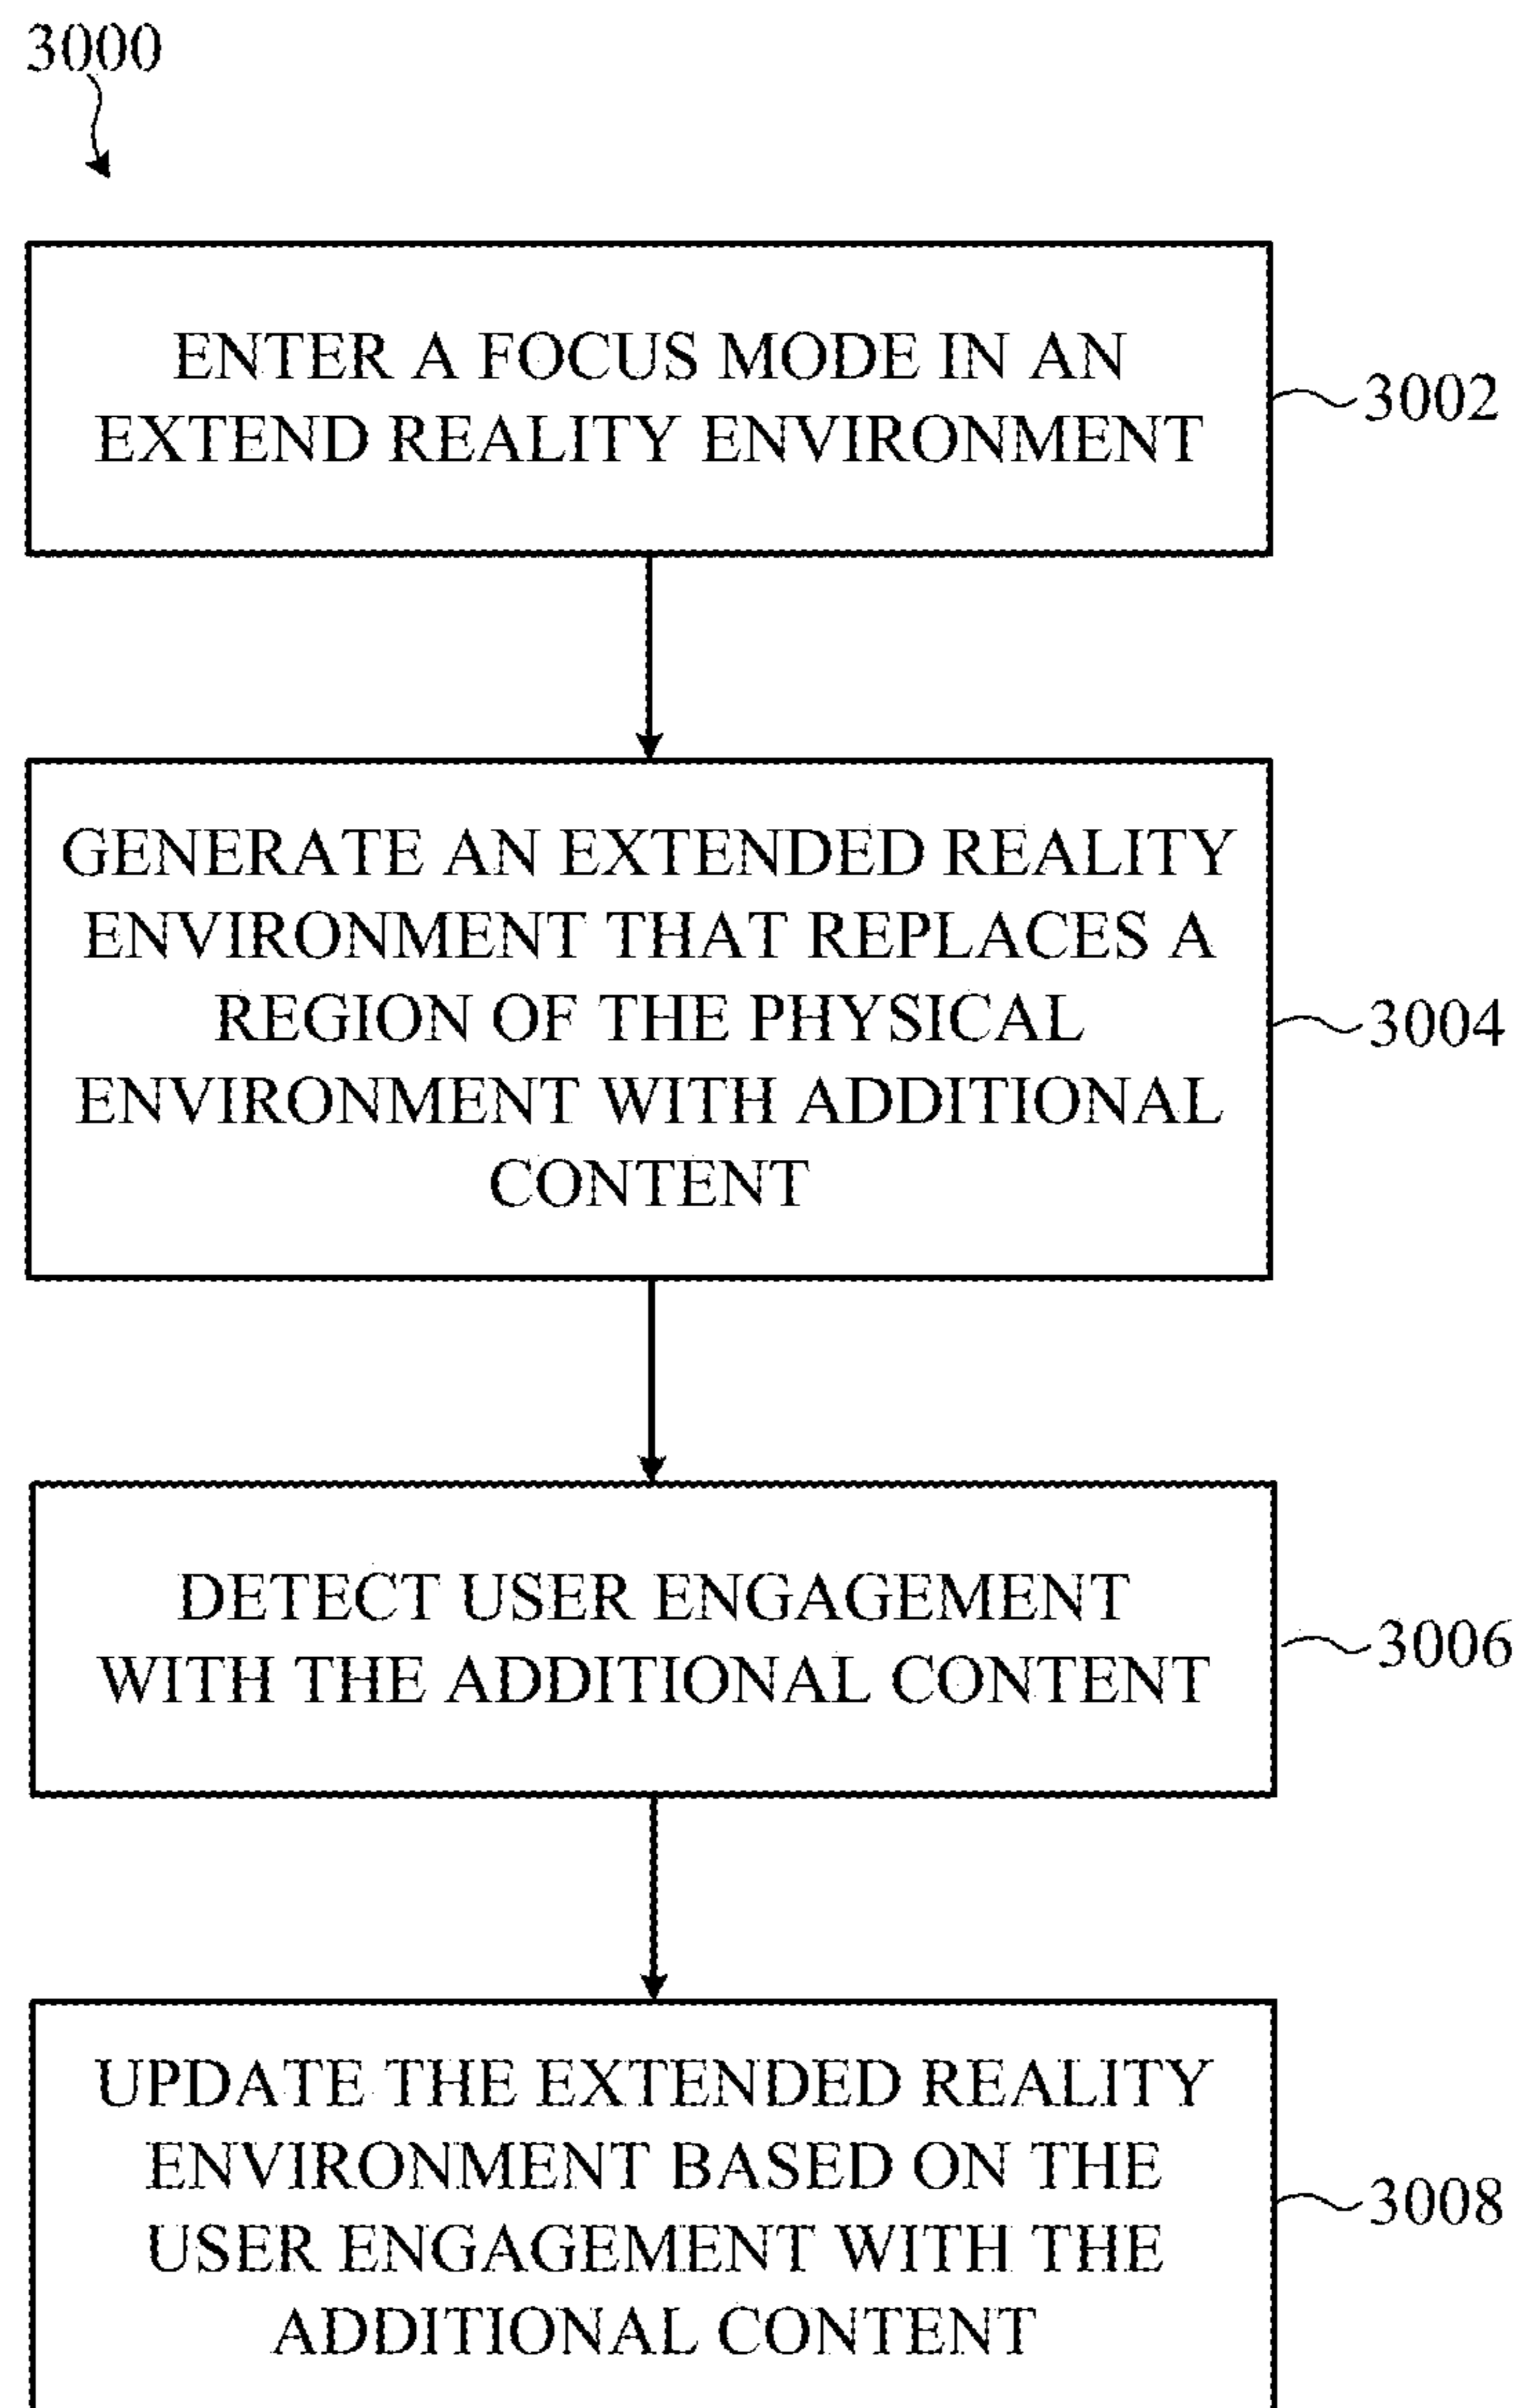 3000
ENTER A FOCUS MODE IN AN
EXTEND REALITY ENVIRONMENT
3002
GENERATE AN EXTENDED REALITY
ENVIRONMENT THAT REPLACES A
REGION OF THE PHYSICAL
ENVIRONMENT WITH ADDITIONAL
CONTENT
3004
DETECT USER ENGAGEMENT
WITH THE ADDITIONAL CONTENT
3006
UPDATE THE EXTENDED REALITY
ENVIRONMENT BASED ON THE
USER ENGAGEMENT WITH THE
ADDITIONAL CONTENT
3008